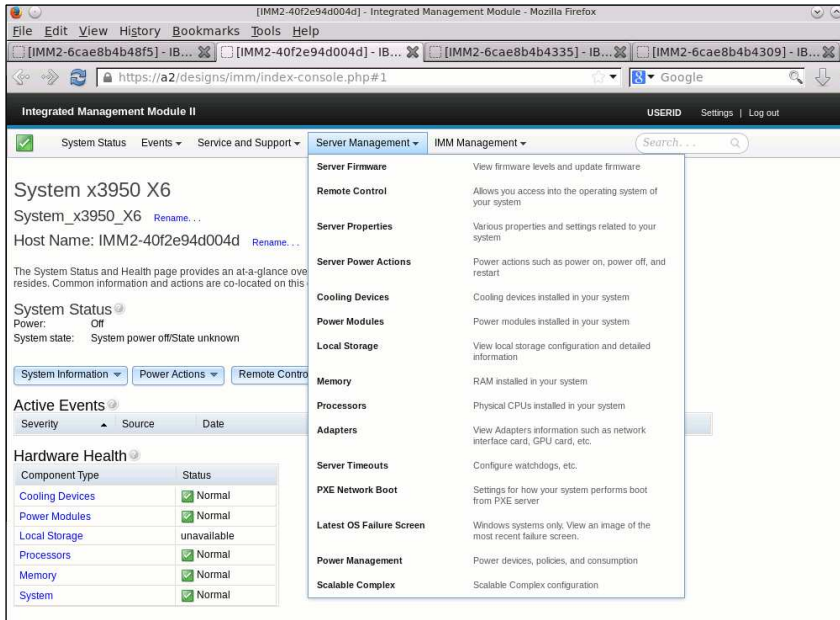 [IMM2-40f2e94d004d] - Integrated Management Module - Mozilla Firefox
File Edit View History Bookmarks Tools Help
[IMM2-6cae8b4b48f5] - IB... [IMM2-40f2e94d004d] - IB... [IMM2-6cae8b4b4335] - IB... [IMM2-6cae8b4b4309] - IB...
https://a2/designs/imm/index-console.php#1 Google
Integrated Management Module II USERID Settings | Log out
System Status Events Service and Support Server Management IMM Management Search...
System x3950 X6
System_x3950_X6 Rename...
Host Name: IMM2-40f2e94d004d Rename...
The System Status and Health page provides an at-a-glance ove
resides. Common information and actions are co-located on this
System Status
Power: Off
System state: System power off/State unknown
System Information Power Actions Remote Contro
Active Events
Severity Source Date
Hardware Health
Component Type Status
Cooling Devices Normal
Power Modules Normal
Local Storage unavailable
Processors Normal
Memory Normal
System Normal
Server Firmware View firmware levels and update firmware
Remote Control Allows you access into the operating system of
your system
Server Properties Various properties and settings related to your
system
Server Power Actions Power actions such as power on, power off, and
restart
Cooling Devices Cooling devices installed in your system
Power Modules Power modules installed in your system
Local Storage View local storage configuration and detailed
information
Memory RAM installed in your system
Processors Physical CPUs installed in your system
Adapters View Adapters information such as network
interface card, GPU card, etc.
Server Timeouts Configure watchdogs, etc.
PXE Network Boot Settings for how your system performs boot
from PXE server
Latest OS Failure Screen Windows systems only. View an image of the
most recent failure screen.
Power Management Power devices, policies, and consumption
Scalable Complex Scalable Complex configuration